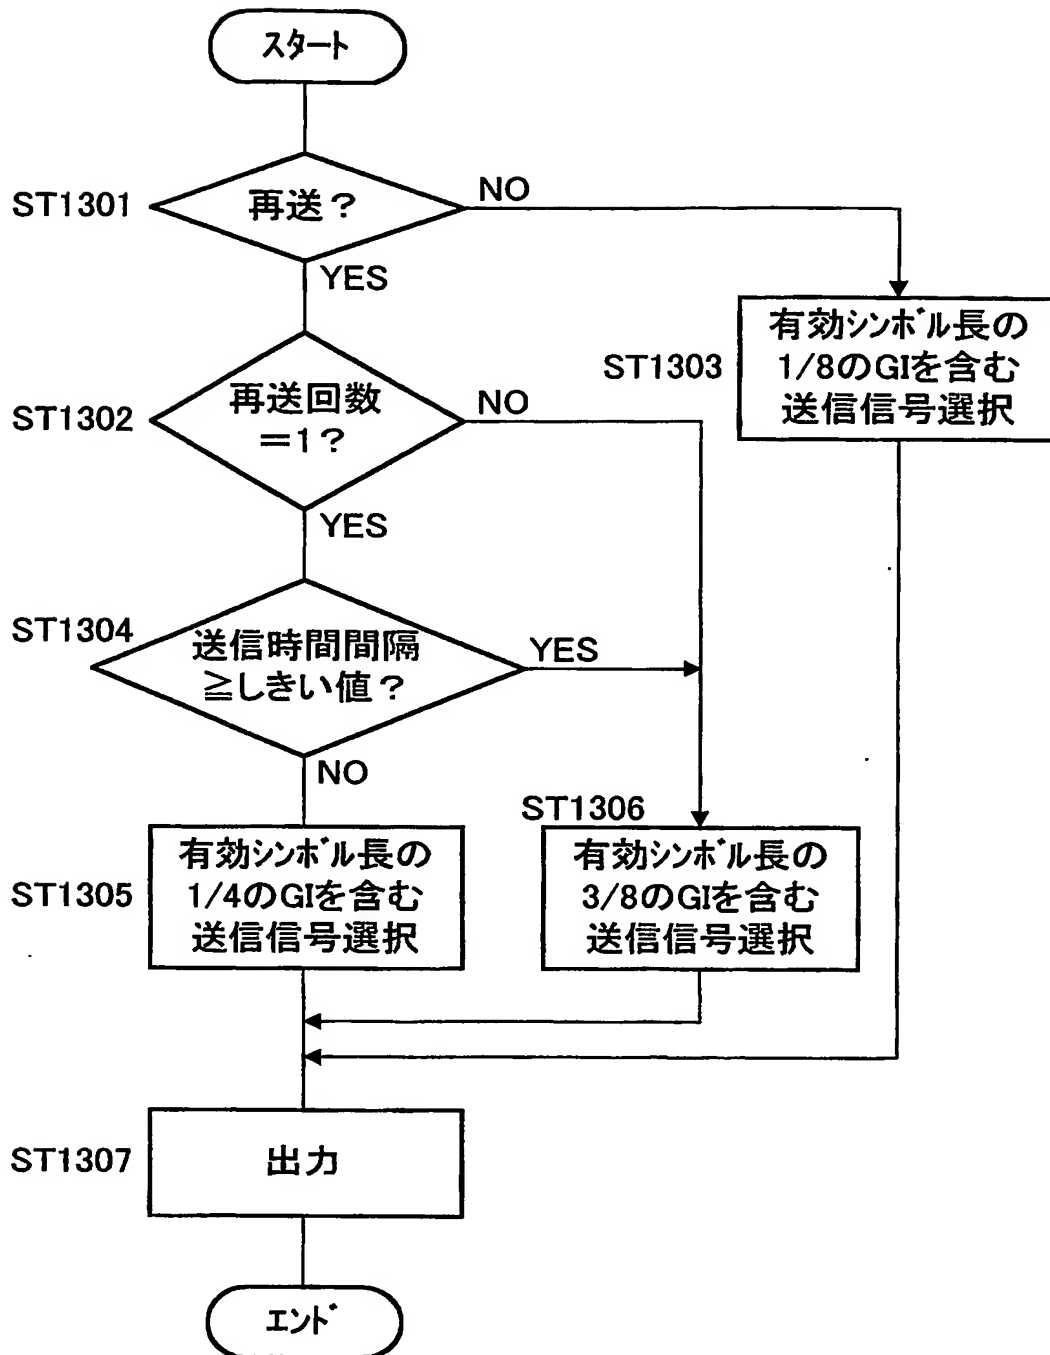 スタート
ST1301
再送？
NO
YES
ST1302
再送回数
＝1？
NO
YES
ST1303
有効シンボル長の
1/8のGIを含む
送信信号選択
ST1304
送信時間間隔
≧しきい値？
YES
NO
ST1305
有効シンボル長の
1/4のGIを含む
送信信号選択
ST1306
有効シンボル長の
3/8のGIを含む
送信信号選択
ST1307
出力
エンド